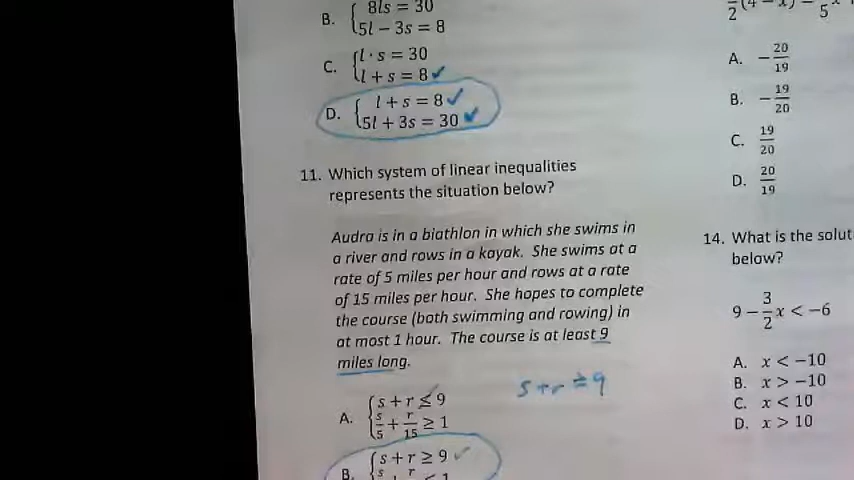 B. { 8ls = 30
5l − 3s = 8
C. { l · s = 30
l + s = 8 ✓
D. { l + s = 8 ✓
5l + 3s = 30 ✓
11. Which system of linear inequalities
represents the situation below?
Audra is in a biathlon in which she swims in
a river and rows in a kayak. She swims at a
rate of 5 miles per hour and rows at a rate
of 15 miles per hour. She hopes to complete
the course (both swimming and rowing) in
at most 1 hour. The course is at least 9
miles long.
s + r ≥ 9
A. { s + r ≤ 9
s/5 + r/15 ≥ 1
B. { s + r ≥ 9 ✓
A. − 20/19
B. − 19/20
C. 19/20
D. 20/19
14. What is the solut
below?
9 − 3/2 x < −6
A. x < −10
B. x > −10
C. x < 10
D. x > 10